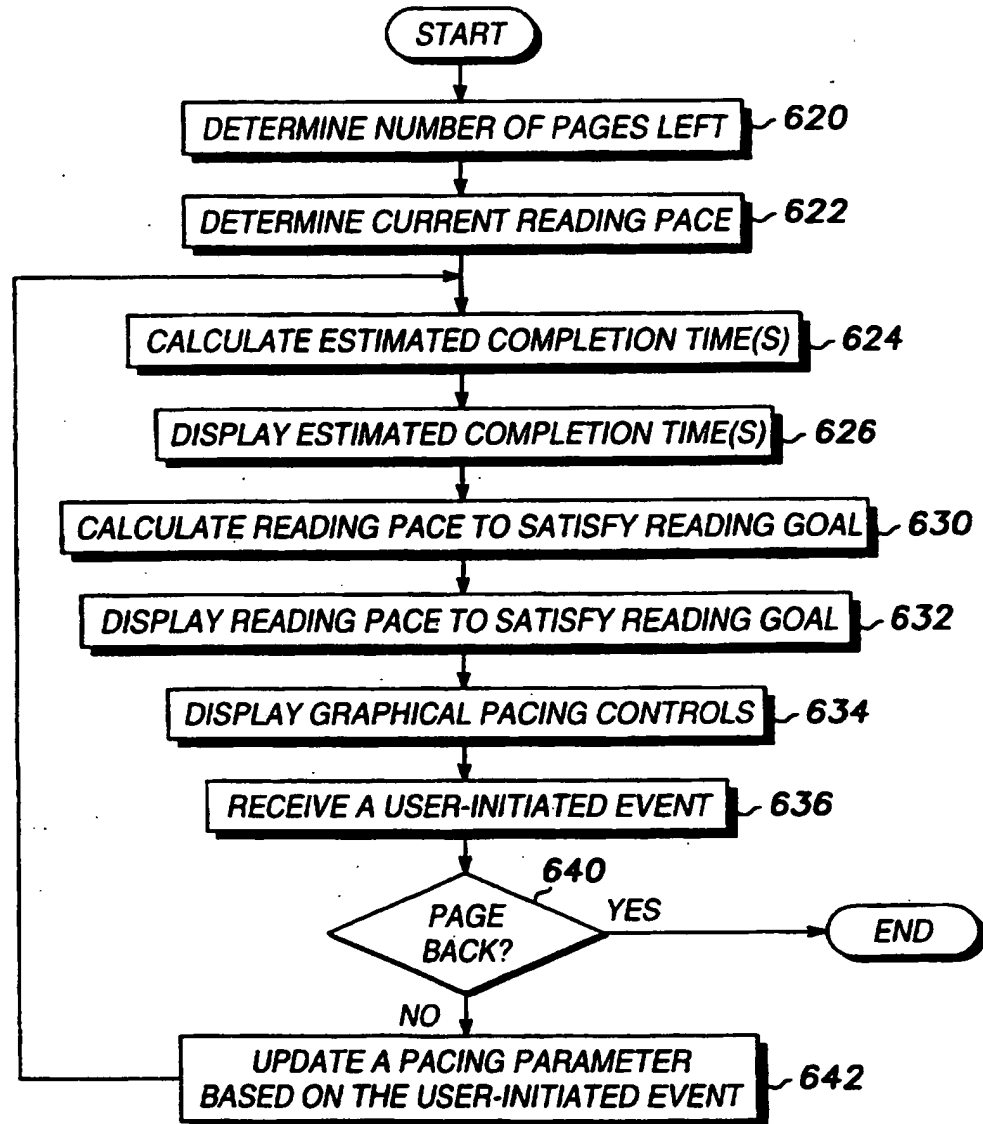 START
DETERMINE NUMBER OF PAGES LEFT
620
DETERMINE CURRENT READING PACE
622
CALCULATE ESTIMATED COMPLETION TIME(S)
624
DISPLAY ESTIMATED COMPLETION TIME(S)
626
CALCULATE READING PACE TO SATISFY READING GOAL
630
DISPLAY READING PACE TO SATISFY READING GOAL
632
DISPLAY GRAPHICAL PACING CONTROLS
634
RECEIVE A USER-INITIATED EVENT
636
640
PAGE
BACK?
YES
END
NO
UPDATE A PACING PARAMETER
BASED ON THE USER-INITIATED EVENT
642